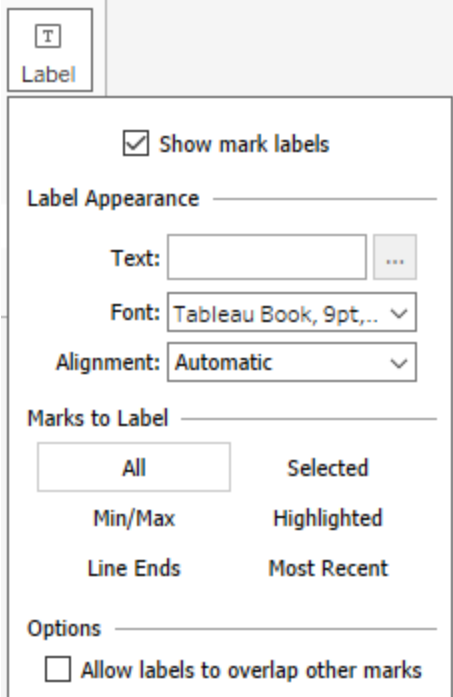 T
Label
Show mark labels
Label Appearance
Text: ...
Font: Tableau Book, 9pt,..
Alignment: Automatic
Marks to Label
All Selected
Min/Max Highlighted
Line Ends Most Recent
Options
Allow labels to overlap other marks